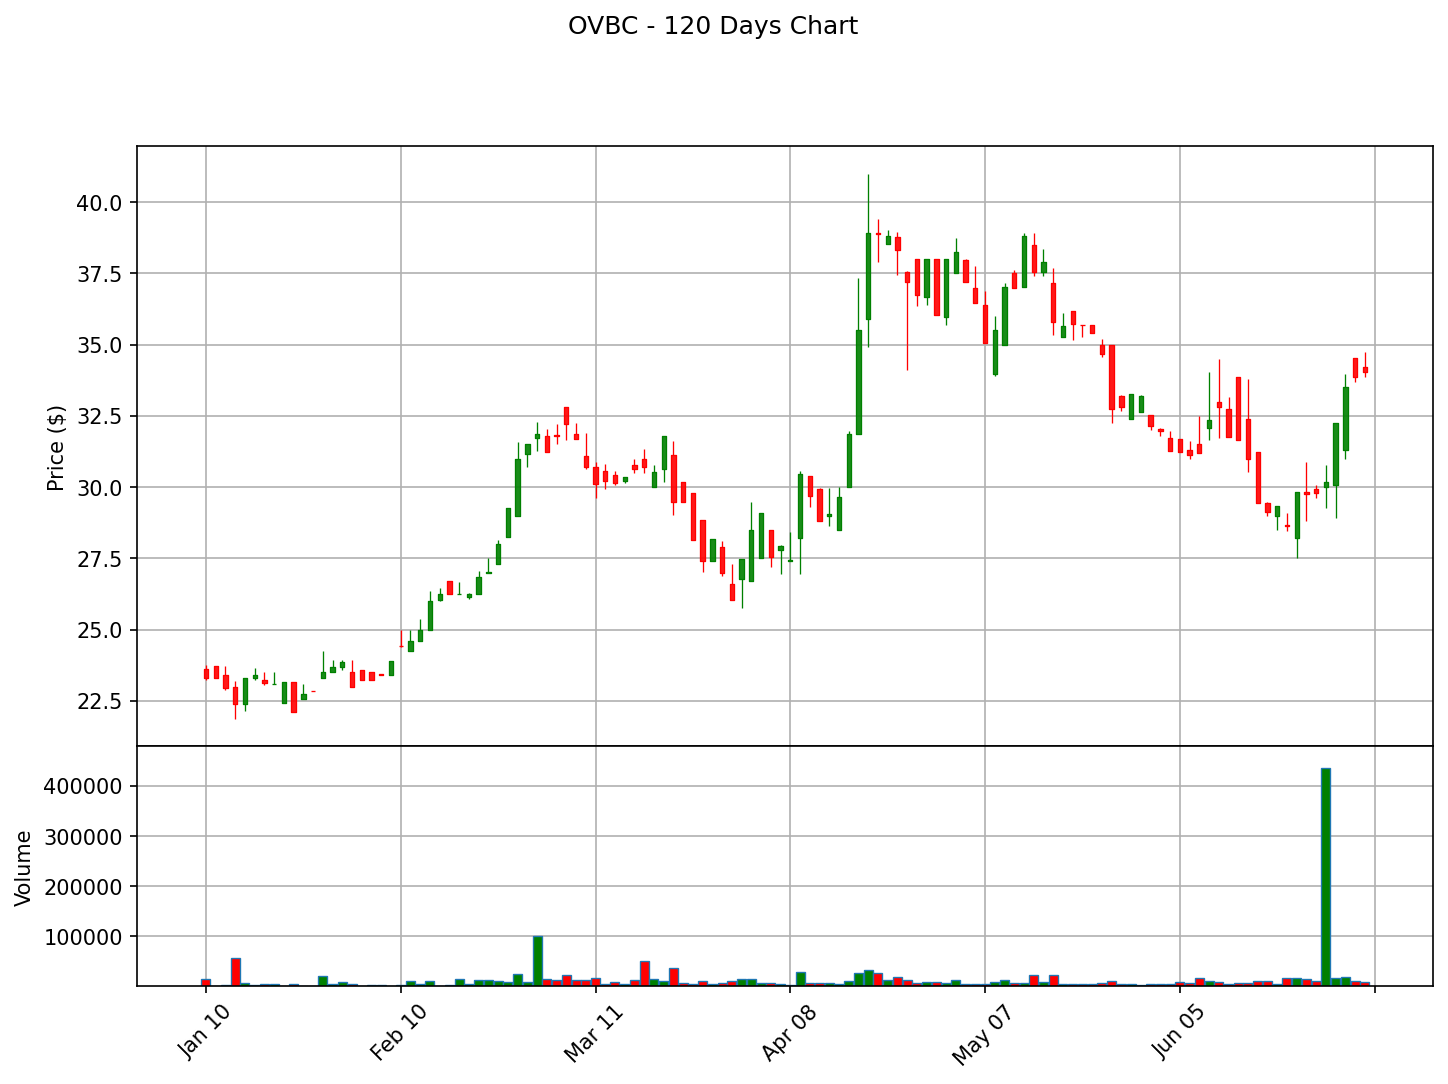 OVBC - 120 Days Chart
Price ($)
40.0
37.5
35.0
32.5
30.0
27.5
25.0
22.5
Volume
400000
300000
200000
100000
Jan 10
Feb 10
Mar 11
Apr 08
May 07
Jun 05